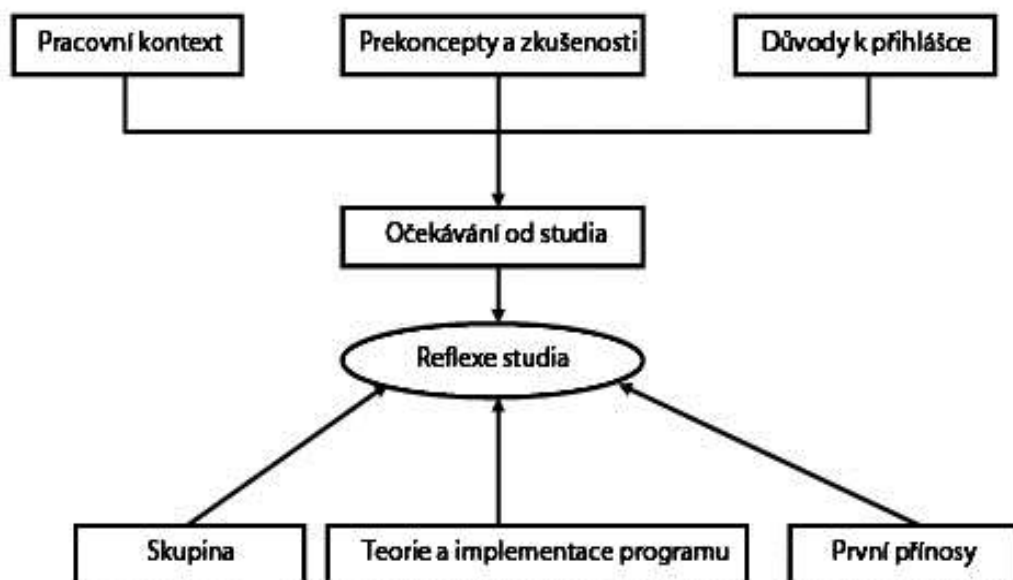 Pracovní kontext
Prekoncepty a zkušenosti
Důvody k přihlášce
Očekávání od studia
Reflexe studia
Skupina
Teorie a implementace programu
První přínosy